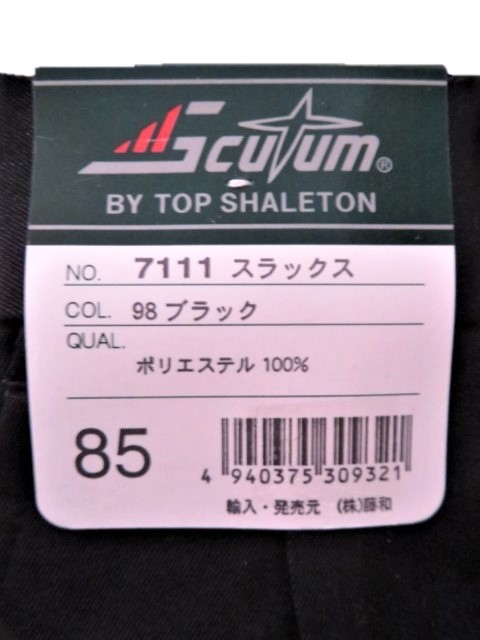 Scutum®
BY TOP SHALETON
NO. 7111 スラックス
COL. 98 ブラック
QUAL.
ポリエステル 100%
85
4 940375 309321
輸入・発売元 (株)藤和